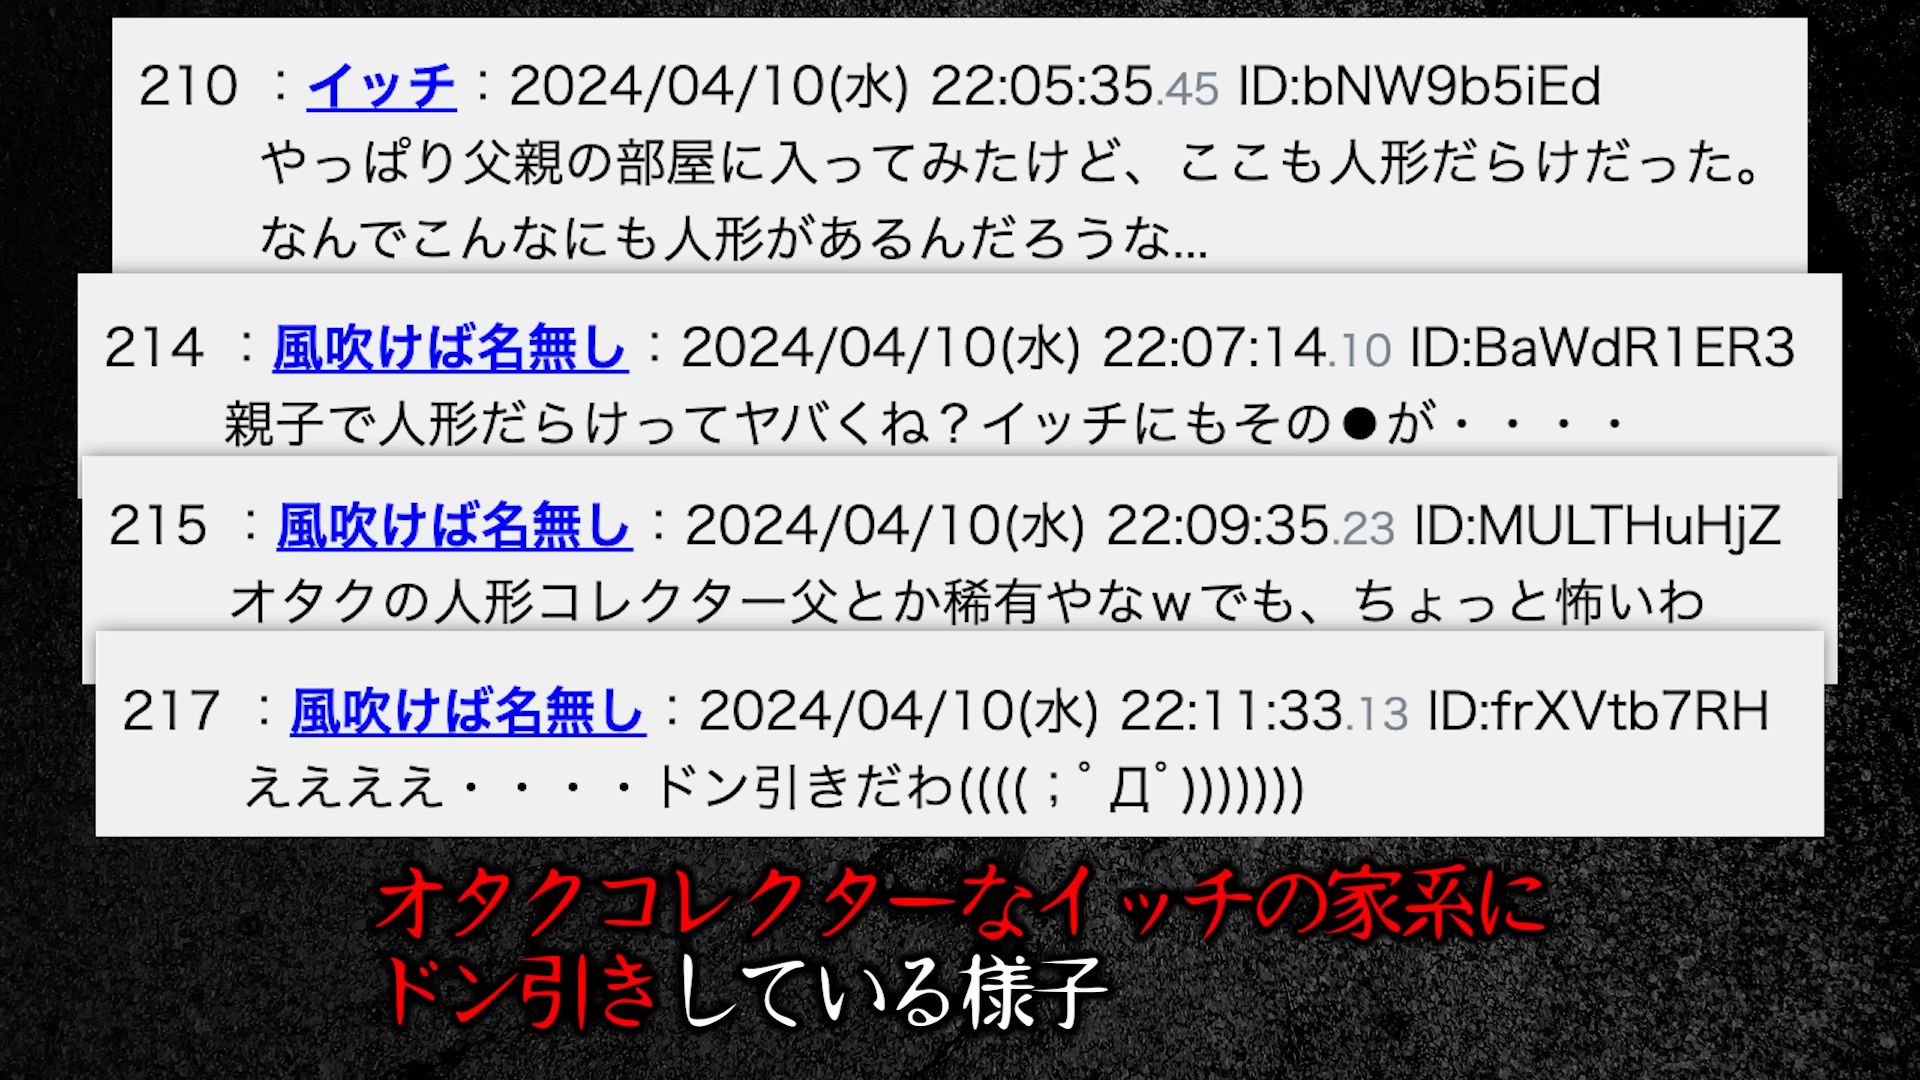 210 ：イッチ：2024/04/10(水) 22:05:35.45 ID:bNW9b5iEd
やっぱり父親の部屋に入ってみたけど、ここも人形だらけだった。
なんでこんなにも人形があるんだろうな...
214 ：風吹けば名無し：2024/04/10(水) 22:07:14.10 ID:BaWdR1ER3
親子で人形だらけってヤバくね？イッチにもその●が・・・・
215 ：風吹けば名無し：2024/04/10(水) 22:09:35.23 ID:MULTHuHjZ
オタクの人形コレクター父とか稀有やなｗでも、ちょっと怖いわ
217 ：風吹けば名無し：2024/04/10(水) 22:11:33.13 ID:frXVtb7RH
ええええ・・・・ドン引きだわ((((；ﾟДﾟ)))))))
オタクコレクターなイッチの家系に
ドン引きしている様子